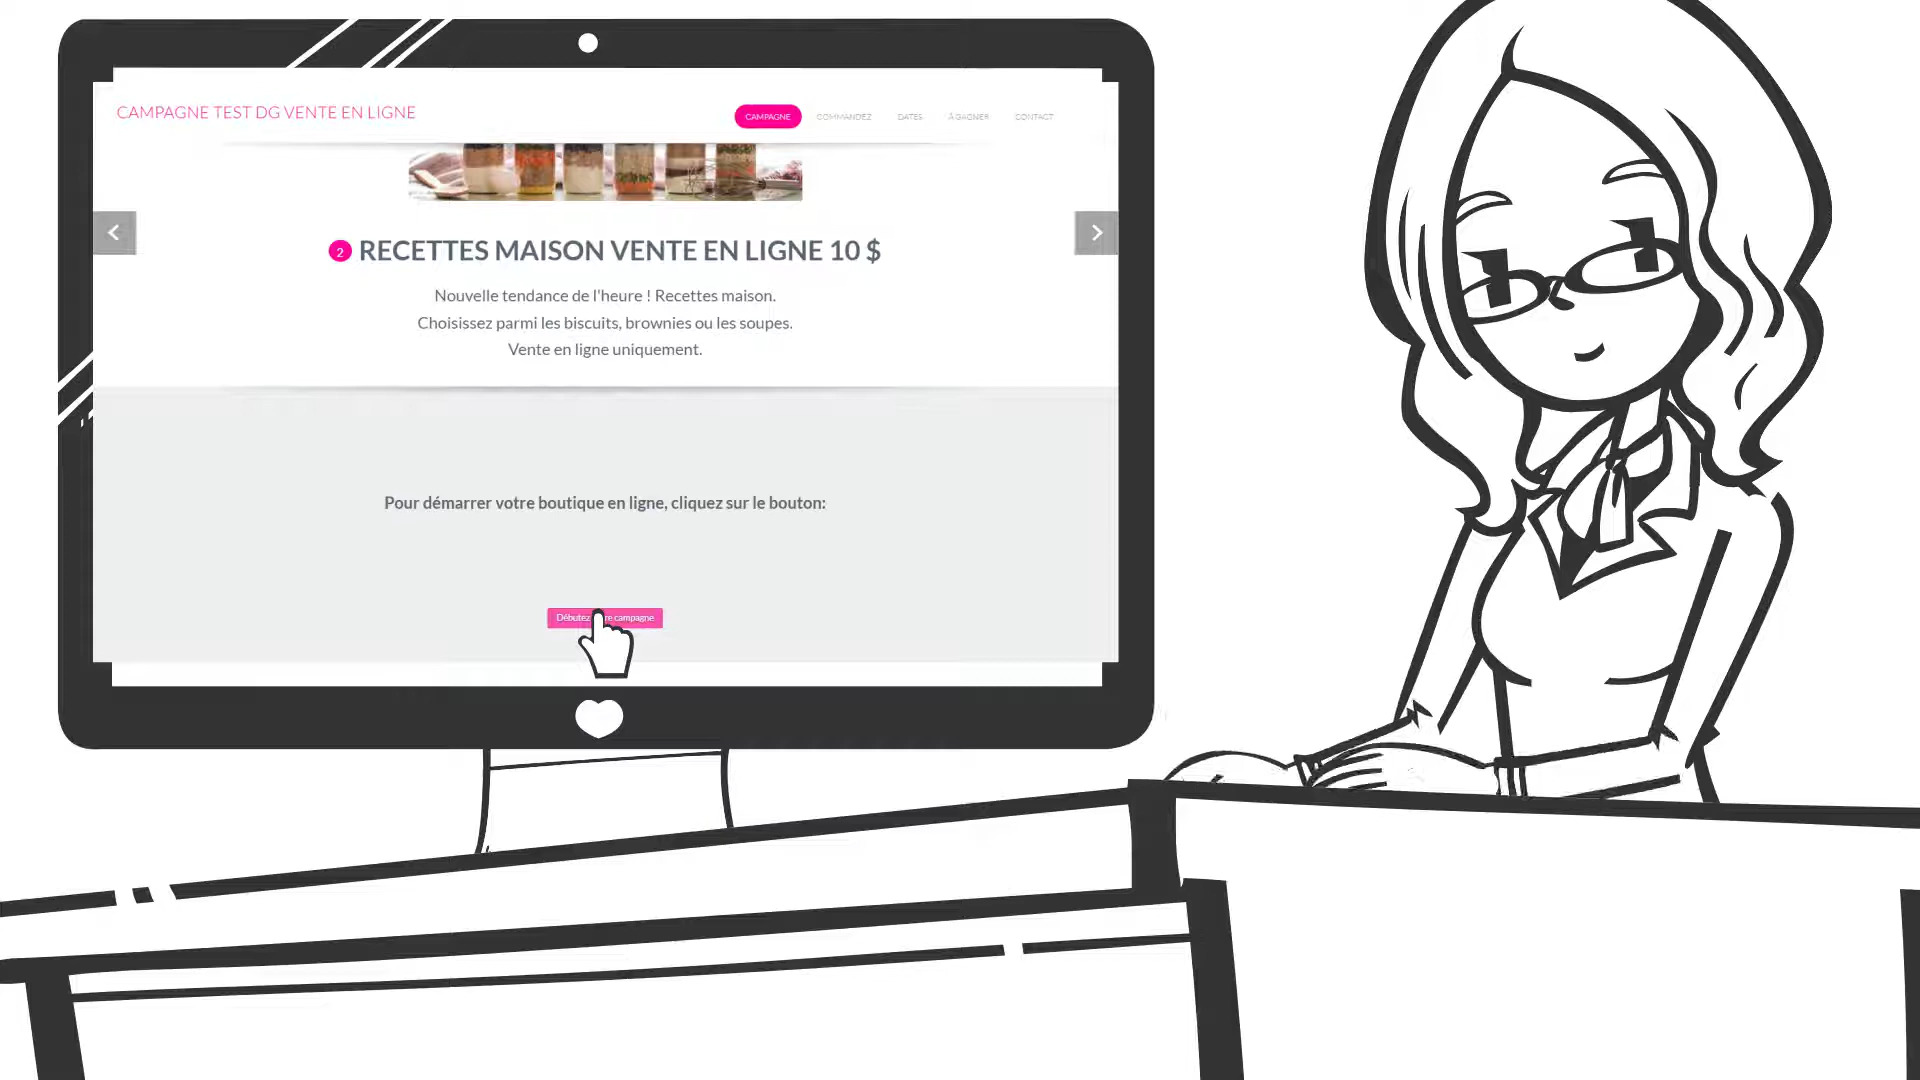 CAMPAGNE TEST DG VENTE EN LIGNE
CAMPAGNE COMMANDEZ DATES À GAGNER CONTACT
2 RECETTES MAISON VENTE EN LIGNE 10 $
Nouvelle tendance de l'heure ! Recettes maison.
Choisissez parmi les biscuits, brownies ou les soupes.
Vente en ligne uniquement.
Pour démarrer votre boutique en ligne, cliquez sur le bouton:
Débutez campagne